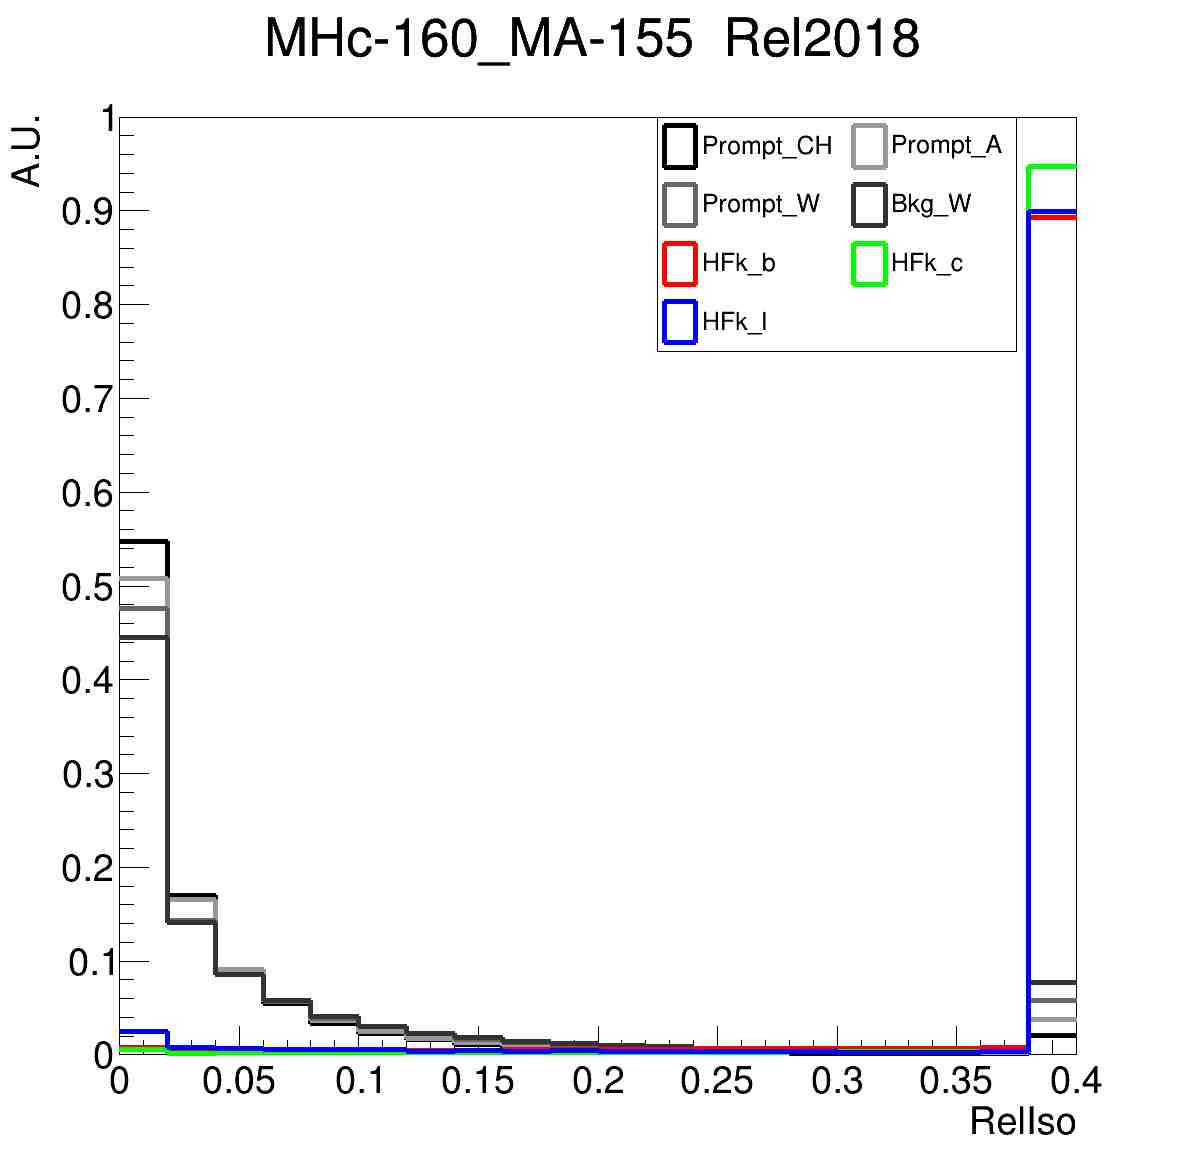 MHc-160_MA-155 Rel2018
A.U.
1
0.9
0.8
0.7
0.6
0.5
0.4
0.3
0.2
0.1
0
Prompt_CH Prompt_A
Prompt_W Bkg_W
HFk_b HFk_c
HFk_l
0 0.05 0.1 0.15 0.2 0.25 0.3 0.35 0.4
RelIso